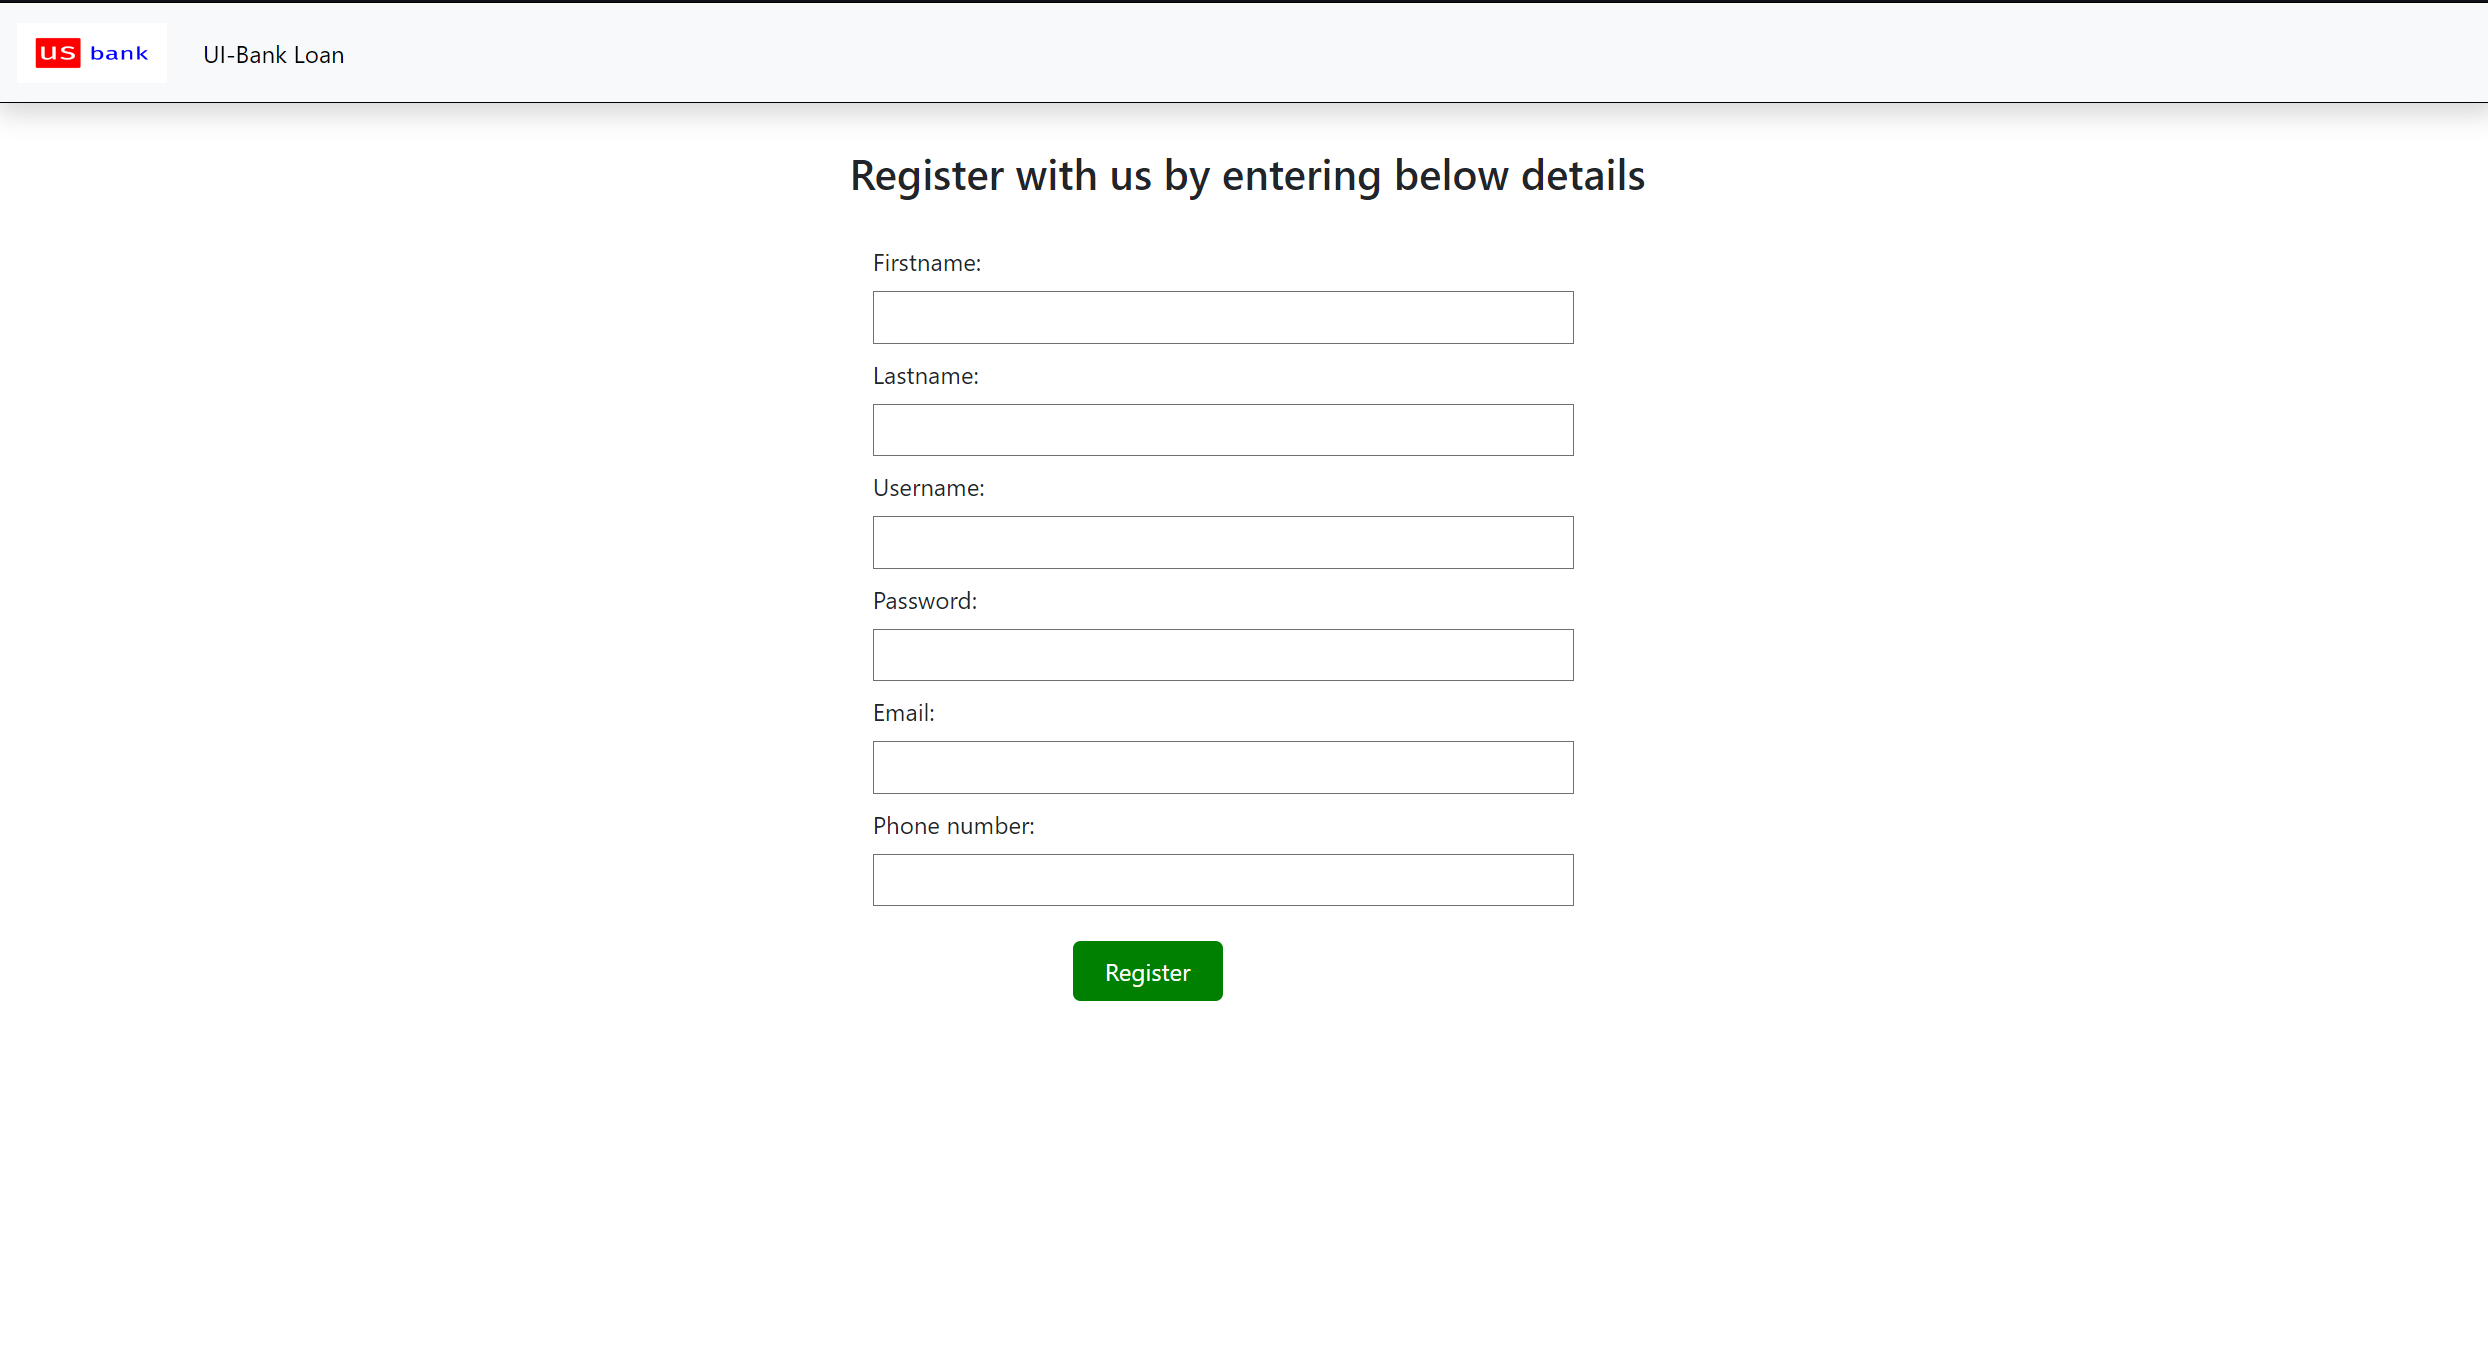 us bank UI-Bank Loan
Register with us by entering below details
Firstname:
Lastname:
Username:
Password:
Email:
Phone number:
Register